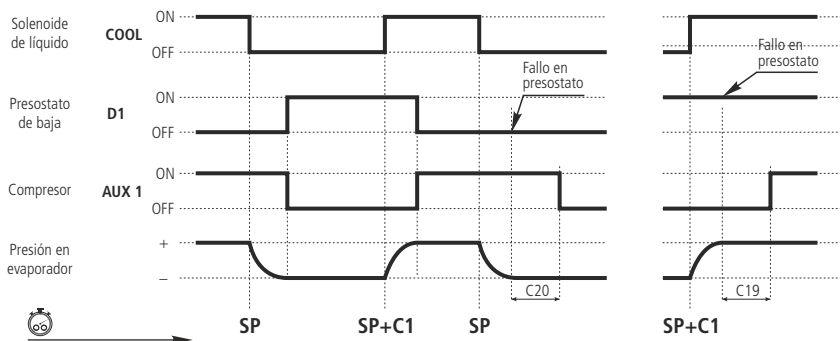 Solenoide
de líquido
COOL
ON
OFF
Fallo en
presostato
Fallo en
presostato
Presostato
de baja
D1
ON
OFF
Compresor
AUX 1
ON
OFF
Presión en
evaporador
+
–
C20
C19
SP
SP+C1
SP
SP+C1